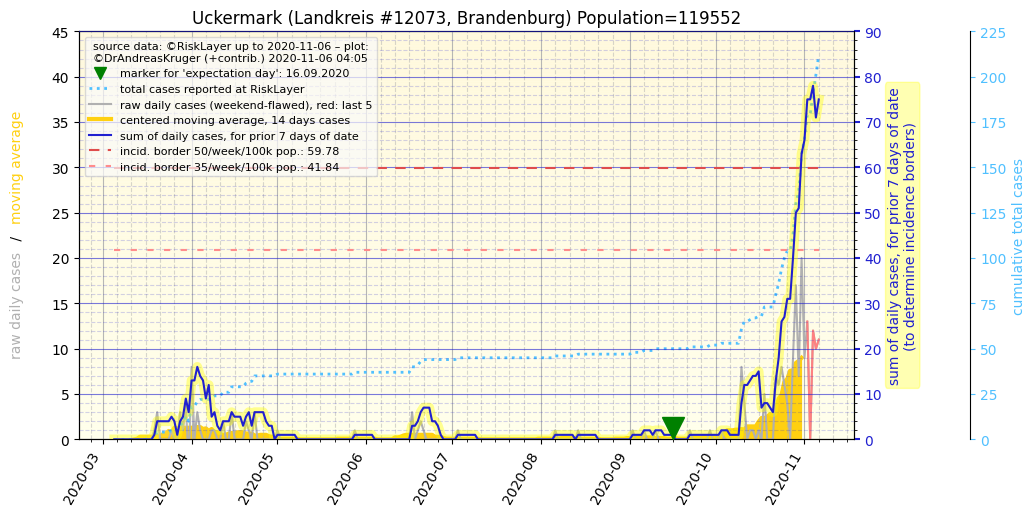 Uckermark (Landkreis #12073, Brandenburg) Population=119552
source data: ©RiskLayer up to 2020-11-06 – plot:
©DrAndreasKruger (+contrib.) 2020-11-06 04:05
marker for 'expectation day': 16.09.2020
total cases reported at RiskLayer
raw daily cases (weekend-flawed), red: last 5
centered moving average, 14 days cases
sum of daily cases, for prior 7 days of date
incid. border 50/week/100k pop.: 59.78
incid. border 35/week/100k pop.: 41.84
raw daily cases / moving average
45
40
35
30
25
20
15
10
5
0
2020-03
2020-04
2020-05
2020-06
2020-07
2020-08
2020-09
2020-10
2020-11
90
80
70
60
50
40
30
20
10
0
sum of daily cases, for prior 7 days of date
(to determine incidence borders)
225
200
175
150
125
100
75
50
25
0
cumulative total cases